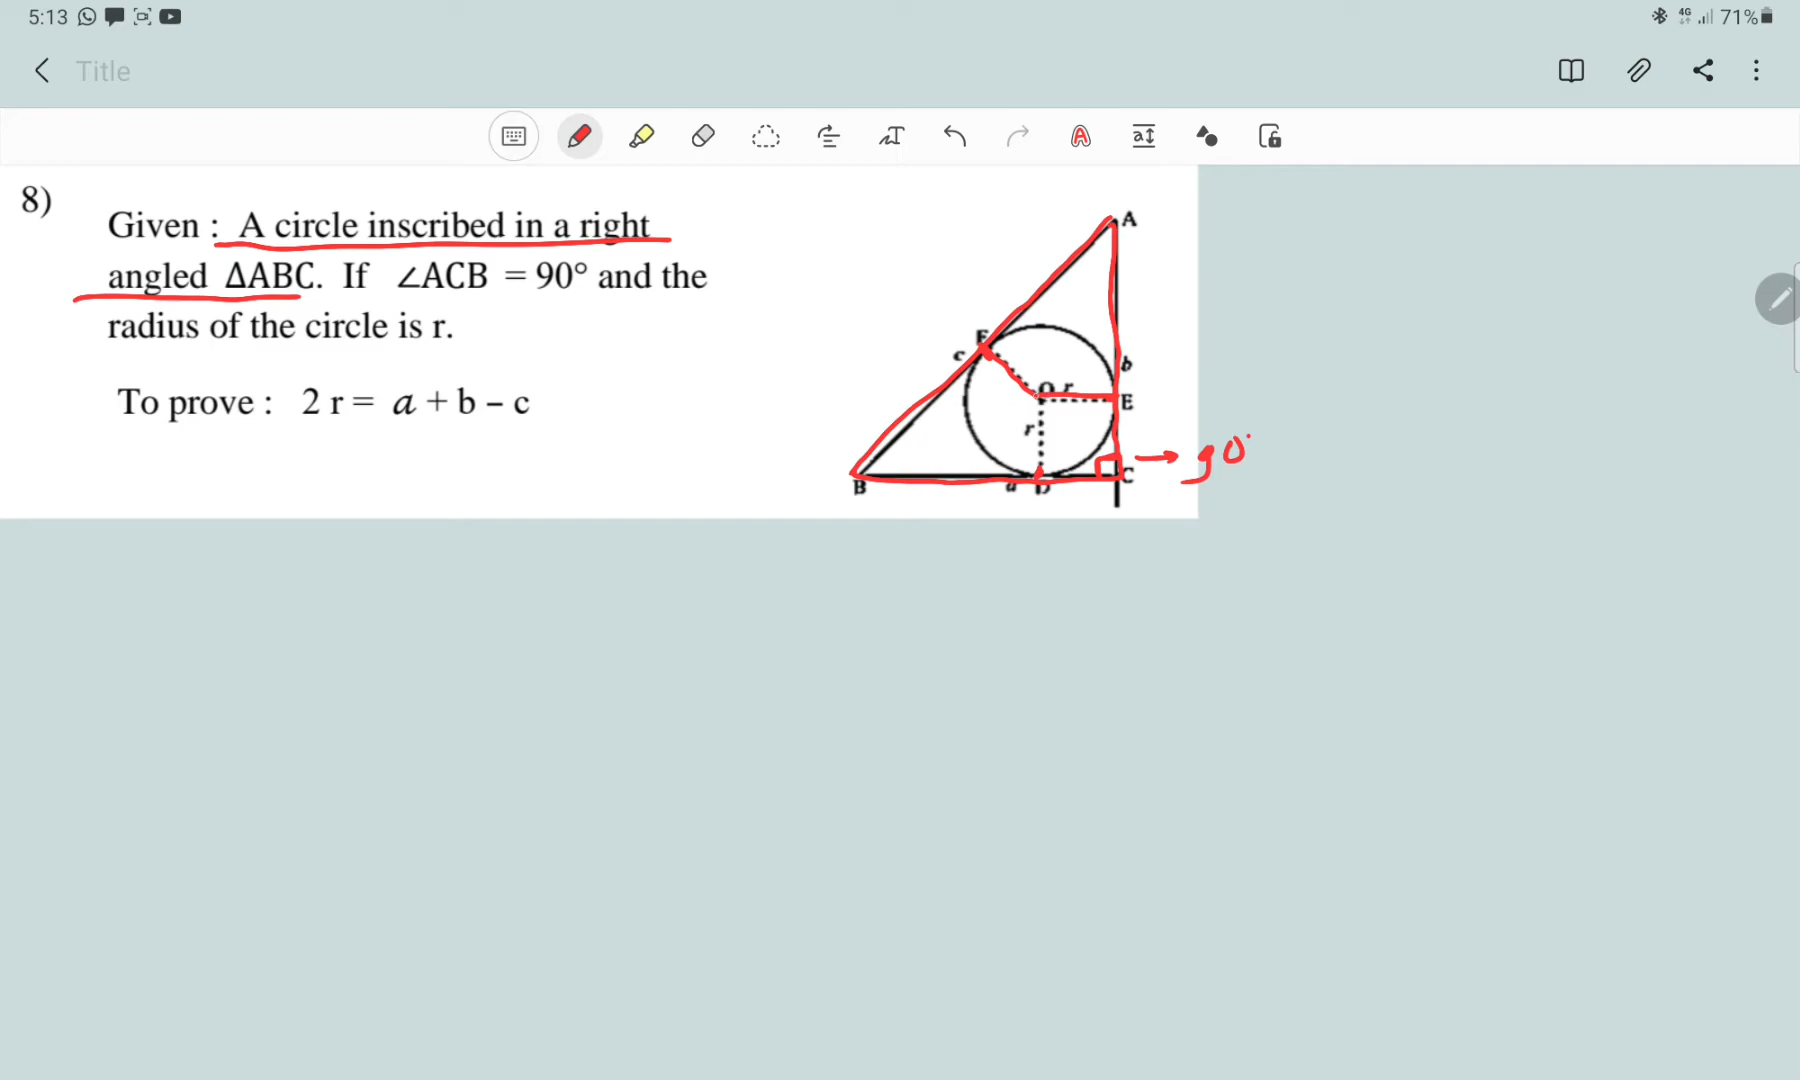 5:13
4G 71%
Title
8)
Given : A circle inscribed in a right
angled ΔABC. If ∠ACB = 90° and the
radius of the circle is r.
To prove : 2 r = a + b – c
A
F
c
b
O r
E
r
→ 90°
C
B
a D